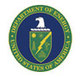 DEPARTMENT OF ENERGY
UNITED STATES OF AMERICA